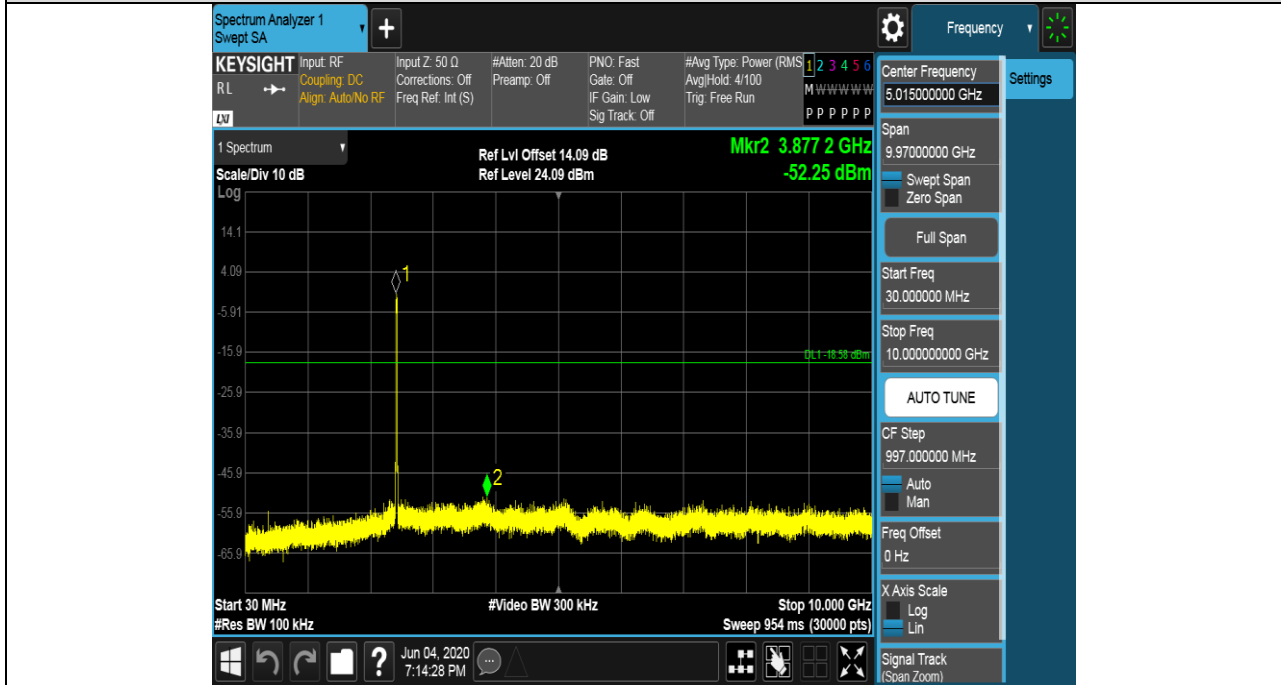 Spectrum Analyzer 1
Swept SA
Frequency
KEYSIGHT
RL
LXI
Input: RF
Coupling: DC
Align: Auto/No RF
Input Z: 50 Ω
Corrections: Off
Freq Ref: Int (S)
#Atten: 20 dB
Preamp: Off
PNO: Fast
Gate: Off
IF Gain: Low
Sig Track: Off
#Avg Type: Power (RMS
Avg|Hold: 4/100
Trig: Free Run
1 2 3 4 5 6
M W W W W W
P P P P P P
1 Spectrum
Scale/Div 10 dB
Ref Lvl Offset 14.09 dB
Ref Level 24.09 dBm
Mkr2 3.877 2 GHz
-52.25 dBm
Log
14.1
4.09
-5.91
-15.9
-25.9
-35.9
-45.9
-55.9
-65.9
1
2
DL1 -18.58 dBm
Start 30 MHz
#Res BW 100 kHz
#Video BW 300 kHz
Stop 10.000 GHz
Sweep 954 ms (30000 pts)
Center Frequency
5.015000000 GHz
Span
9.97000000 GHz
Swept Span
Zero Span
Full Span
Start Freq
30.000000 MHz
Stop Freq
10.000000000 GHz
AUTO TUNE
CF Step
997.000000 MHz
Auto
Man
Freq Offset
0 Hz
X Axis Scale
Log
Lin
Signal Track
(Span Zoom)
Settings
?
Jun 04, 2020
7:14:28 PM